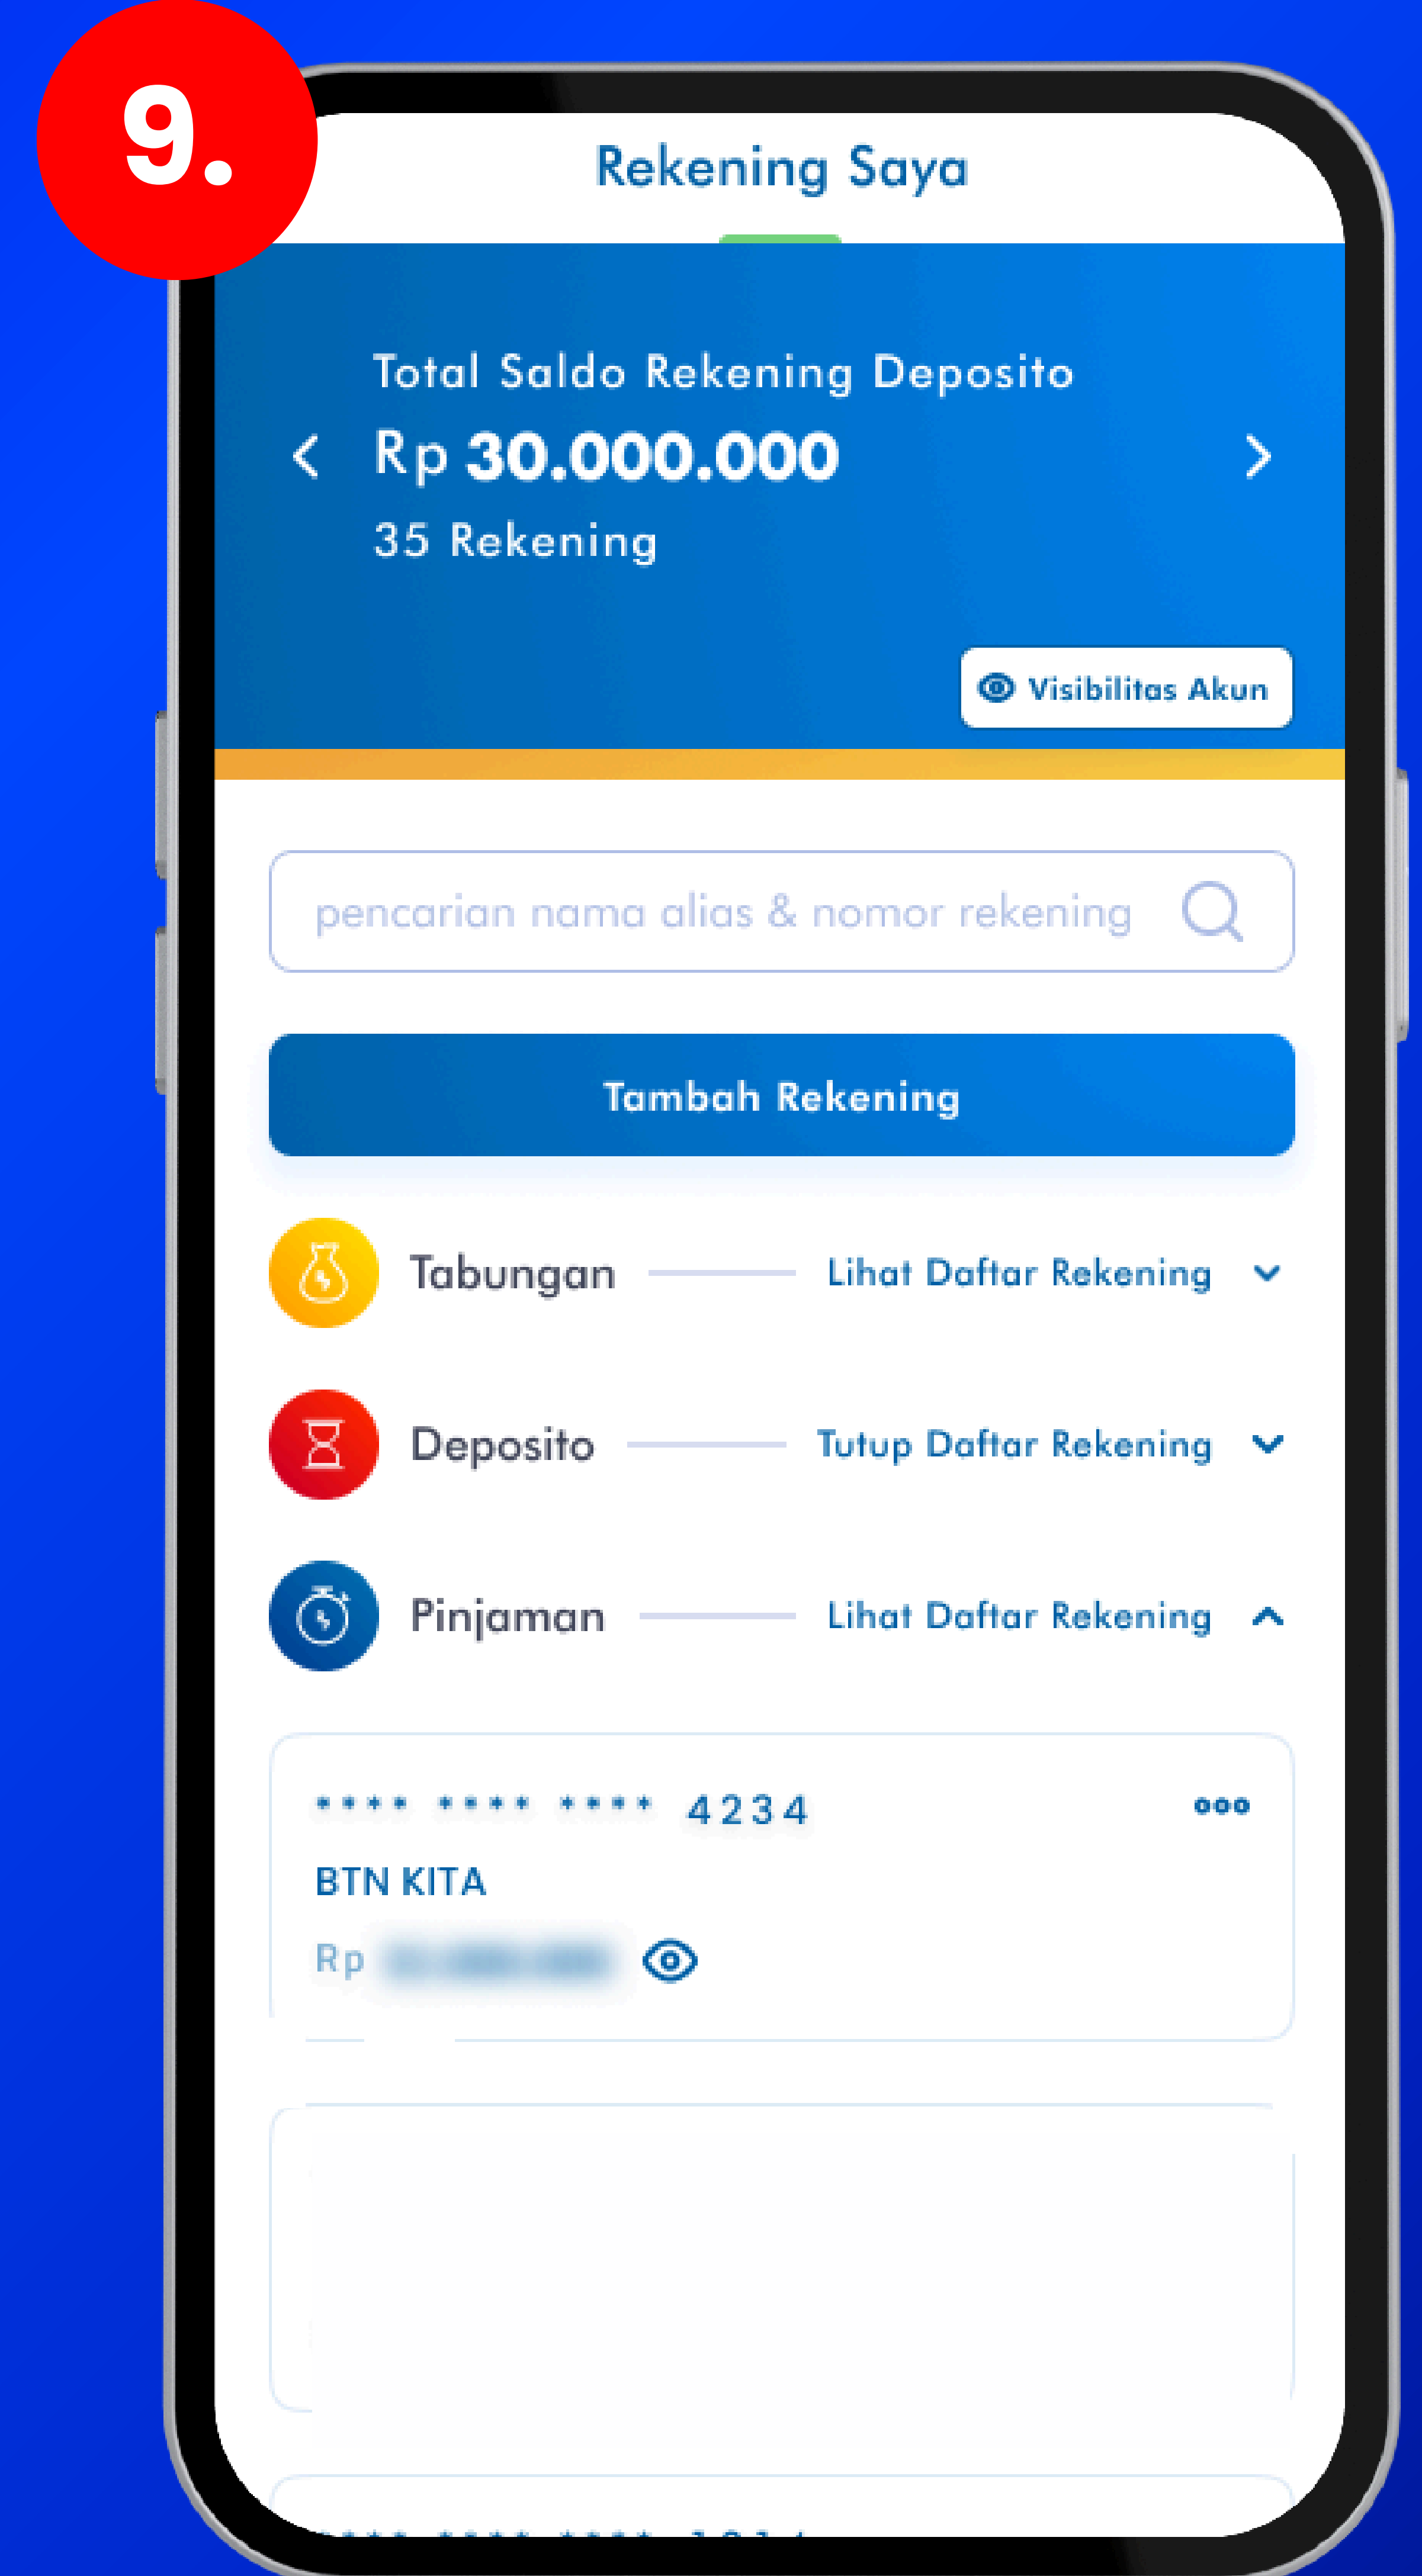 9.
Rekening Saya
Total Saldo Rekening Deposito
Rp 30.000.000
35 Rekening
Visibilitas Akun
pencarian nama alias & nomor rekening
Tambah Rekening
Tabungan Lihat Daftar Rekening
Deposito Tutup Daftar Rekening
Pinjaman Lihat Daftar Rekening
**** **** **** 4234
BTN KITA
Rp